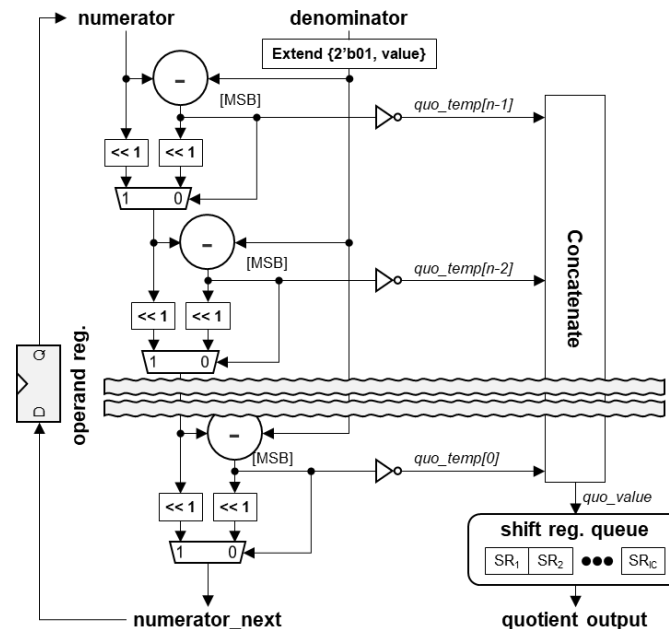 numerator
denominator
Extend {2'b01, value}
-
[MSB]
quo_temp[n-1]
<< 1
<< 1
1
0
-
[MSB]
quo_temp[n-2]
<< 1
<< 1
1
0
Concatenate
Q
D
operand reg.
-
[MSB]
quo_temp[0]
<< 1
<< 1
1
0
quo_value
shift reg. queue
SR1 SR2 ●●● SRIC
numerator_next
quotient output